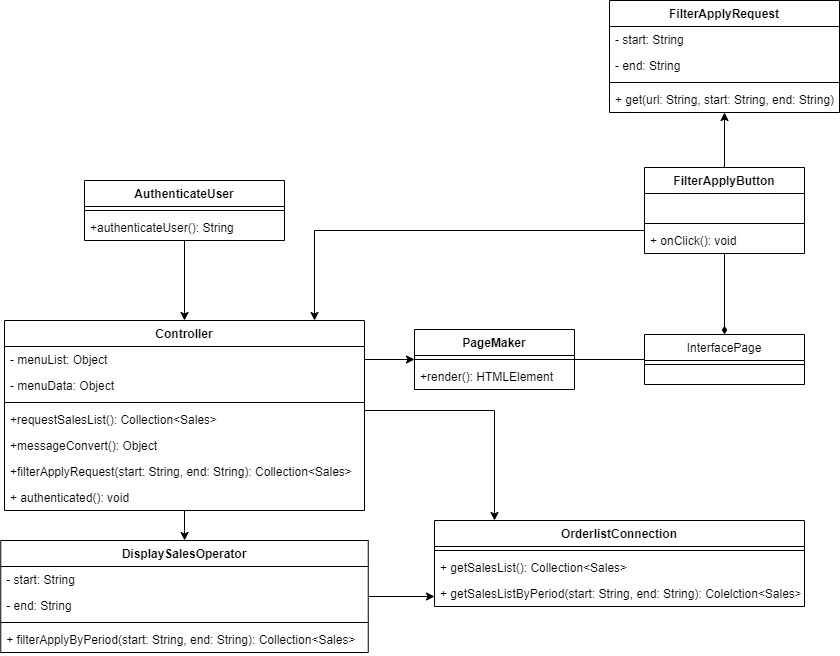 FilterApplyRequest
- start: String
- end: String
+ get(url: String, start: String, end: String)
FilterApplyButton
+ onClick(): void
AuthenticateUser
+authenticateUser(): String
Controller
- menuList: Object
- menuData: Object
+requestSalesList(): Collection<Sales>
+messageConvert(): Object
+filterApplyRequest(start: String, end: String): Collection<Sales>
+ authenticated(): void
PageMaker
+render(): HTMLElement
InterfacePage
DisplaySalesOperator
- start: String
- end: String
+ filterApplyByPeriod(start: String, end: String): Collection<Sales>
OrderlistConnection
+ getSalesList(): Collection<Sales>
+ getSalesListByPeriod(start: String, end: String): Colelction<Sales>